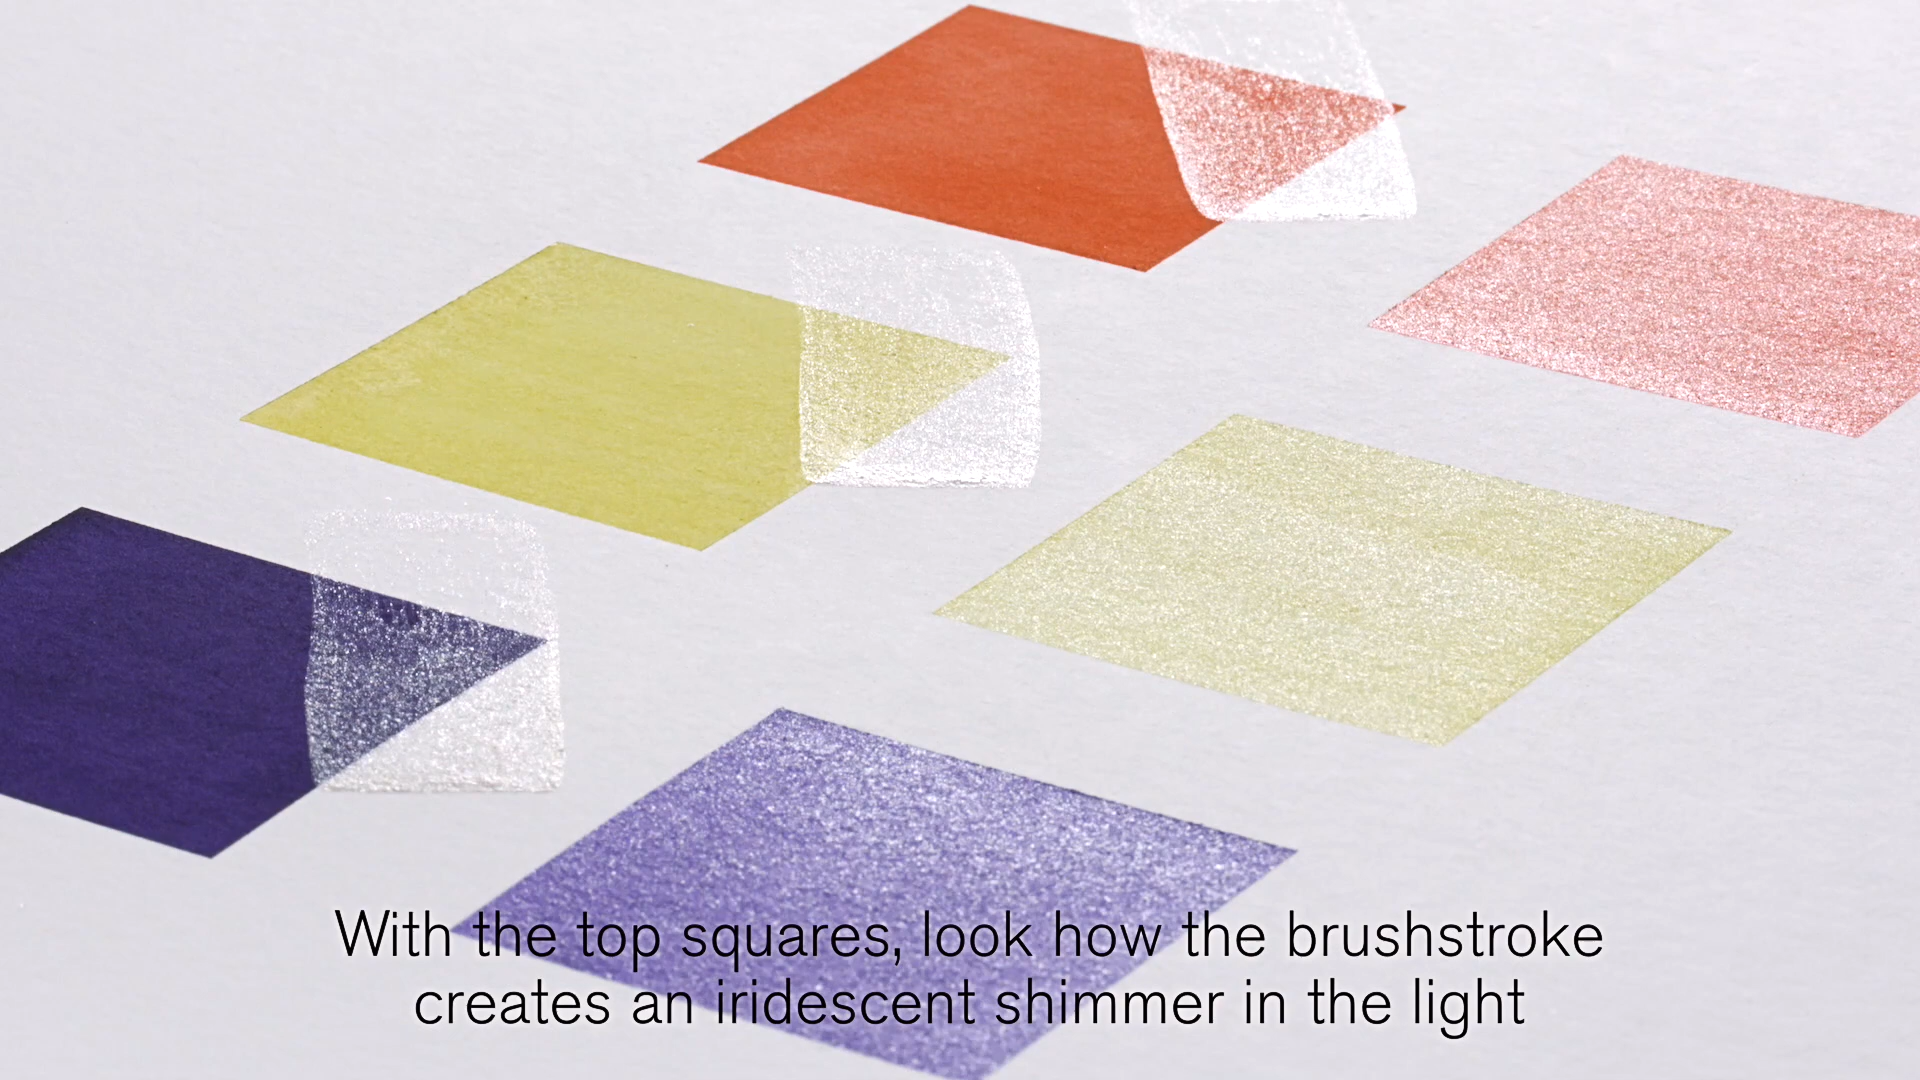 With the top squares, look how the brushstroke
creates an iridescent shimmer in the light